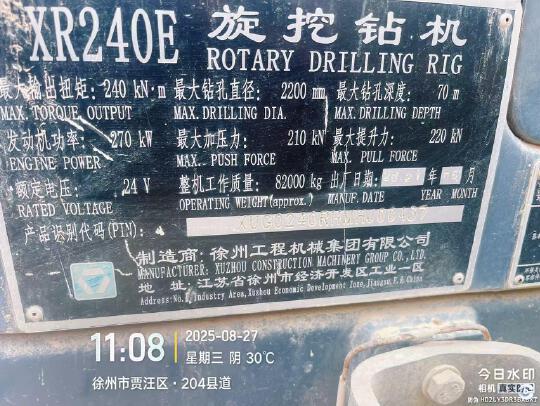 XR240E 旋挖钻机
ROTARY DRILLING RIG
最大输出扭矩: 240 kN·m 最大钻孔直径: 2200 mm 最大钻孔深度: 70 m
MAX. TORQUE OUTPUT MAX. DRILLING DIA. MAX. DRILLING DEPTH
发动机功率: 270 kW 最大加压力: 210 kN 最大提升力: 220 kN
ENGINE POWER MAX. PUSH FORCE MAX. PULL FORCE
额定电压: 24 V 整机工作质量: 82000 kg 出厂日期: 年 月
RATED VOLTAGE OPERATING WEIGHT(approx.) MANUF. DATE YEAR MONTH
产品识别代码(PIN):
制造商: 徐州工程机械集团有限公司
MANUFACTURER: XUZHOU CONSTRUCTION MACHINERY GROUP CO., LTD.
地 址: 江苏省徐州市经济开发区工业一区
Industry Area, Xuzhou Economic Development Zone, Jiangsu, P. R. China
11:08
2025-08-27
星期三 阴 30℃
徐州市贾汪区·204县道
今日水印
相机